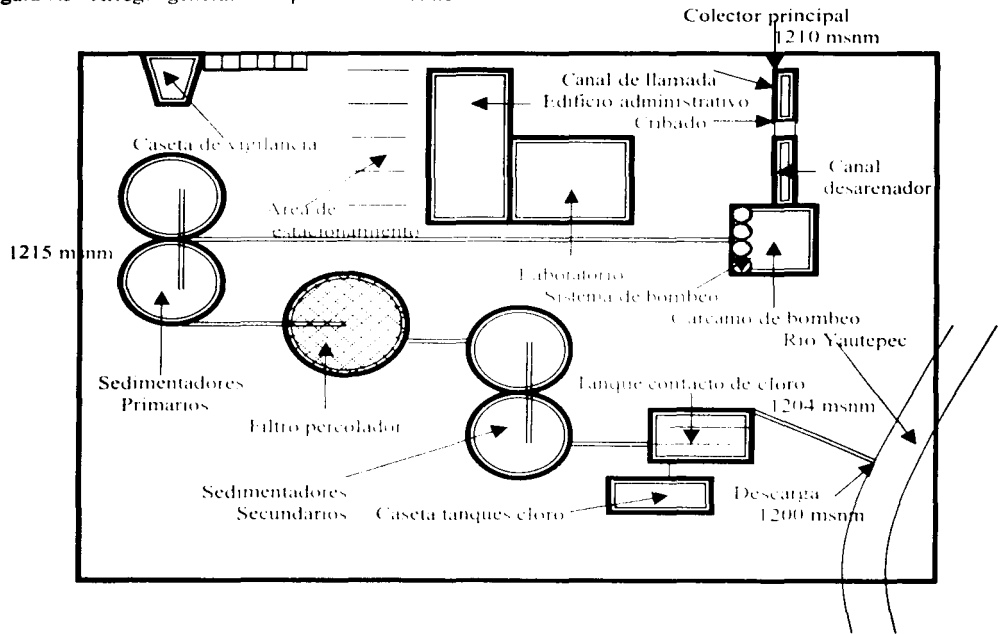 Colector principal
1210 msnm
Canal de llamada
Edificio administrativo
Cribado
Caseta de vigilancia
Canal
desarenador
Area de
estacionamiento
1215 msnm
Laboratorio
Sistema de bombeo
Carcamo de bombeo
Rio Yautepec
Sedimentadores
Primarios
Tanque contacto de cloro
1204 msnm
Filtro percolador
Sedimentadores
Secundarios
Caseta tanques cloro
Descarga
1200 msnm